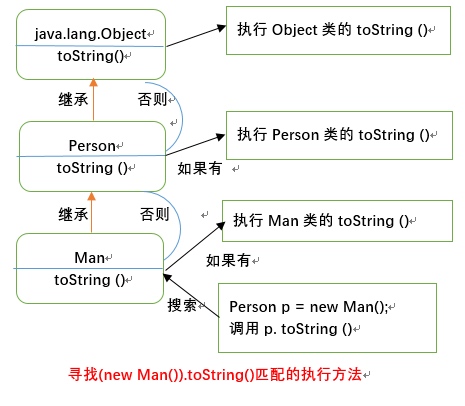 java.lang.Object
toString()
执行 Object 类的 toString ()
继承
否则
Person
toString ()
执行 Person 类的 toString ()
如果有
继承
否则
执行 Man 类的 toString ()
Man
toString ()
如果有
搜索
Person p = new Man();
调用 p. toString ()
寻找(new Man()).toString()匹配的执行方法